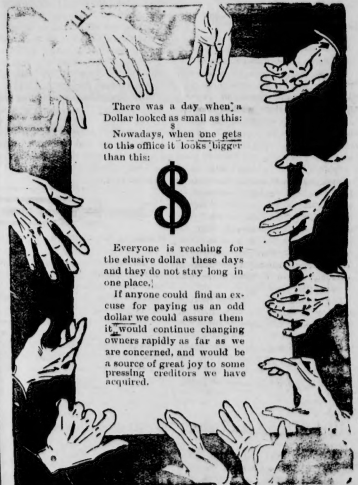 There was a day when a
Dollar looked as small as this:
$
Nowadays, when one gets
to this office it looks bigger
than this:
$
Everyone is reaching for
the elusive dollar these days
and they do not stay long in
one place.
If anyone could find an ex-
cuse for paying us an odd
dollar we could assure them
it would continue changing
owners rapidly as far as we
are concerned, and would be
a source of great joy to some
pressing creditors we have
acquired.